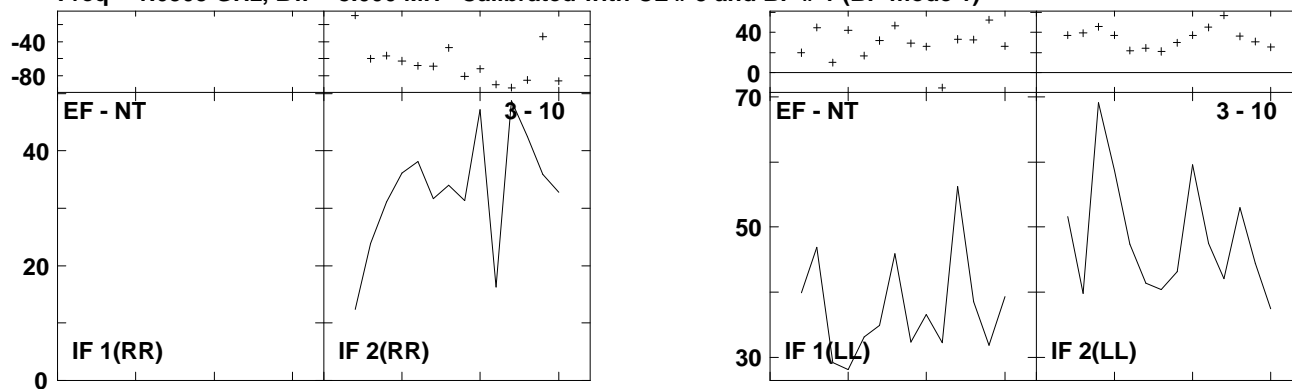 -40
-80
EF - NT
3 - 10
40
20
0
IF 1(RR)
IF 2(RR)
40
0
70
EF - NT
3 - 10
50
30
IF 1(LL)
IF 2(LL)